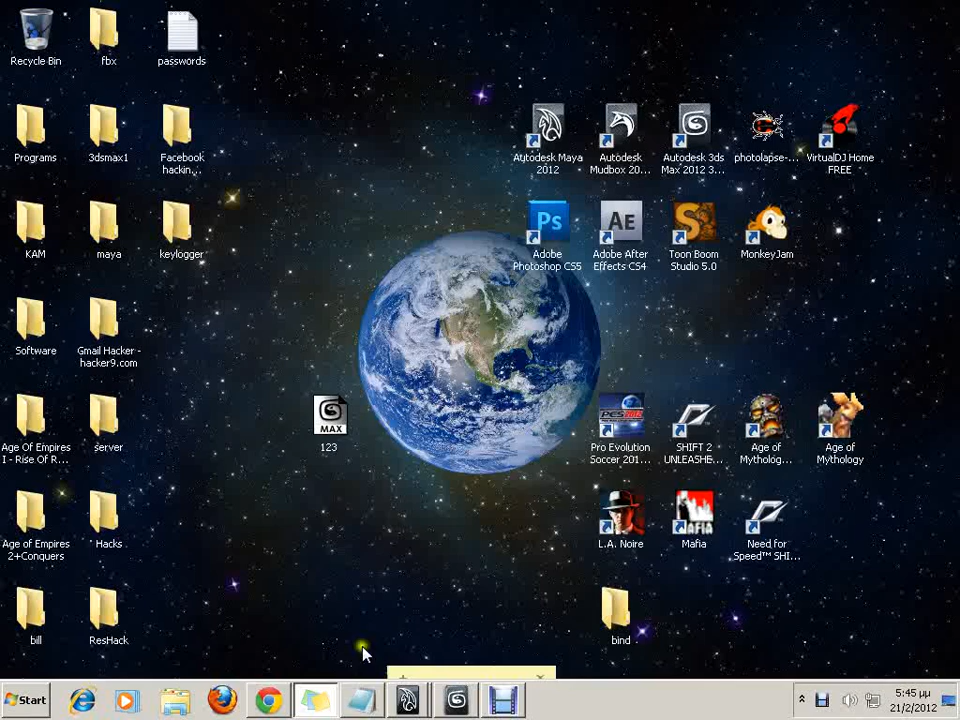 Recycle Bin
fbx
passwords
Programs
3dsmax1
Facebook
hackin...
Autodesk Maya
2012
Autodesk
Mudbox 20...
Autodesk 3ds
Max 2012 3...
photolapse-...
VirtualDJ Home
FREE
KAM
maya
keylogger
Ps
Adobe
Photoshop CS5
AE
Adobe After
Effects CS4
Toon Boom
Studio 5.0
MonkeyJam
Software
Gmail Hacker -
hacker9.com
Age Of Empires
I - Rise Of R...
server
MAX
123
Pro Evolution
Soccer 201...
SHIFT 2
UNLEASHE...
Age of
Mytholog...
Age of
Mythology
Age of Empires
2+Conquers
Hacks
L.A. Noire
MAFIA
Mafia
Need for
Speed™ SHI...
bill
ResHack
bind
Start
5:45 μμ
21/2/2012